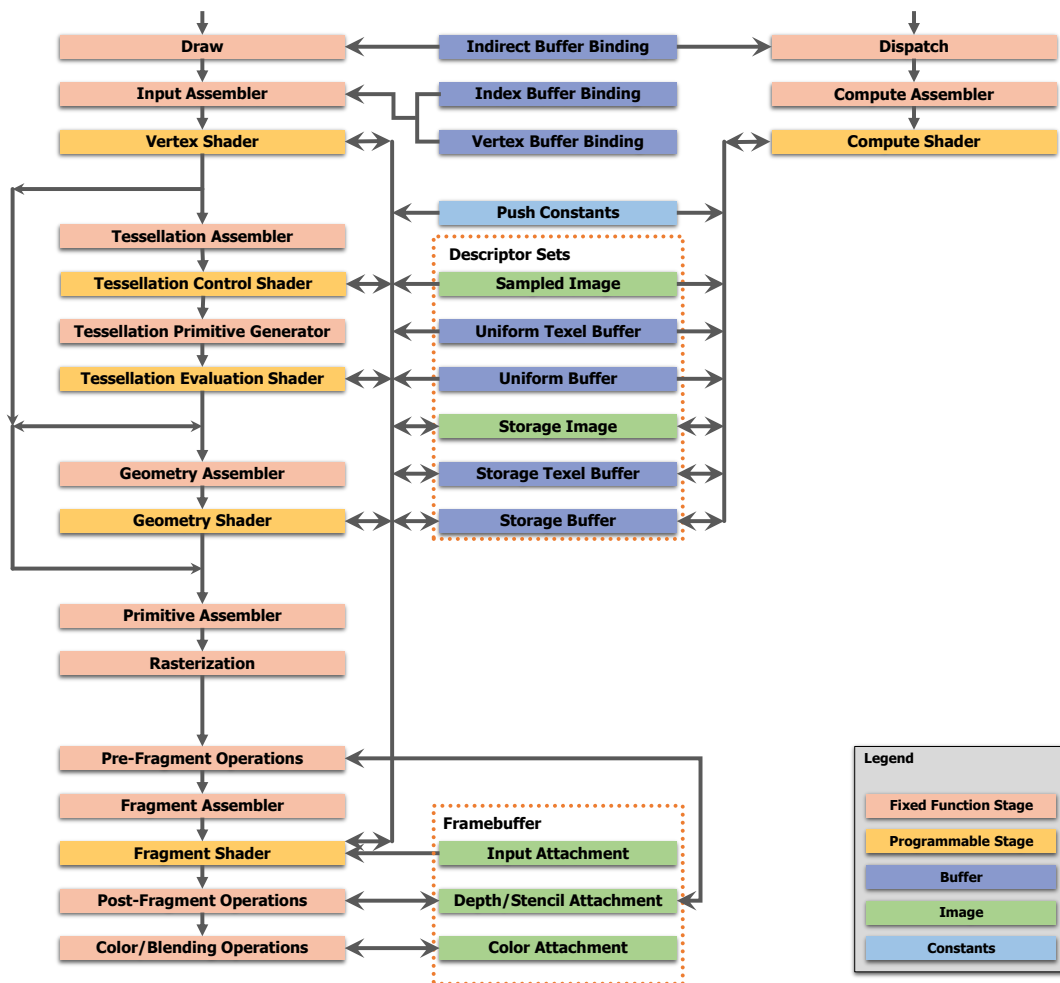 Draw
Indirect Buffer Binding
Dispatch
Input Assembler
Index Buffer Binding
Compute Assembler
Vertex Shader
Vertex Buffer Binding
Compute Shader
Push Constants
Tessellation Assembler
Descriptor Sets
Tessellation Control Shader
Sampled Image
Tessellation Primitive Generator
Uniform Texel Buffer
Tessellation Evaluation Shader
Uniform Buffer
Storage Image
Geometry Assembler
Storage Texel Buffer
Geometry Shader
Storage Buffer
Primitive Assembler
Rasterization
Pre-Fragment Operations
Fragment Assembler
Framebuffer
Fragment Shader
Input Attachment
Post-Fragment Operations
Depth/Stencil Attachment
Color/Blending Operations
Color Attachment
Legend
Fixed Function Stage
Programmable Stage
Buffer
Image
Constants